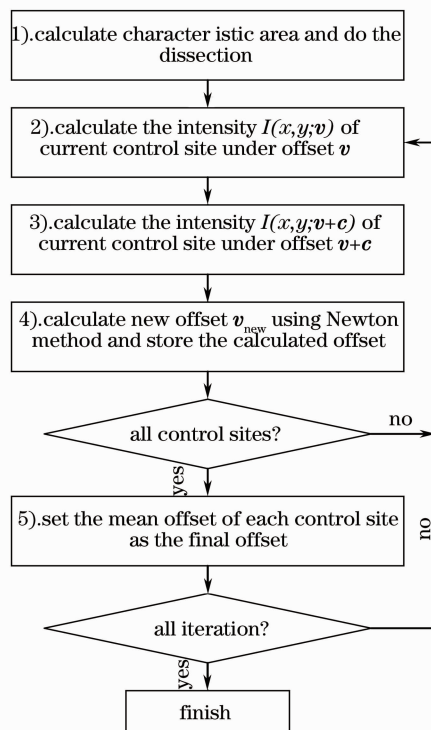 1).calculate character istic area and do the
dissection
2).calculate the intensity I(x,y;v) of
current control site under offset v
3).calculate the intensity I(x,y;v+c) of
current control site under offset v+c
4).calculate new offset v_new using Newton
method and store the calculated offset
all control sites?
no
yes
5).set the mean offset of each control site
as the final offset
no
all iteration?
yes
finish